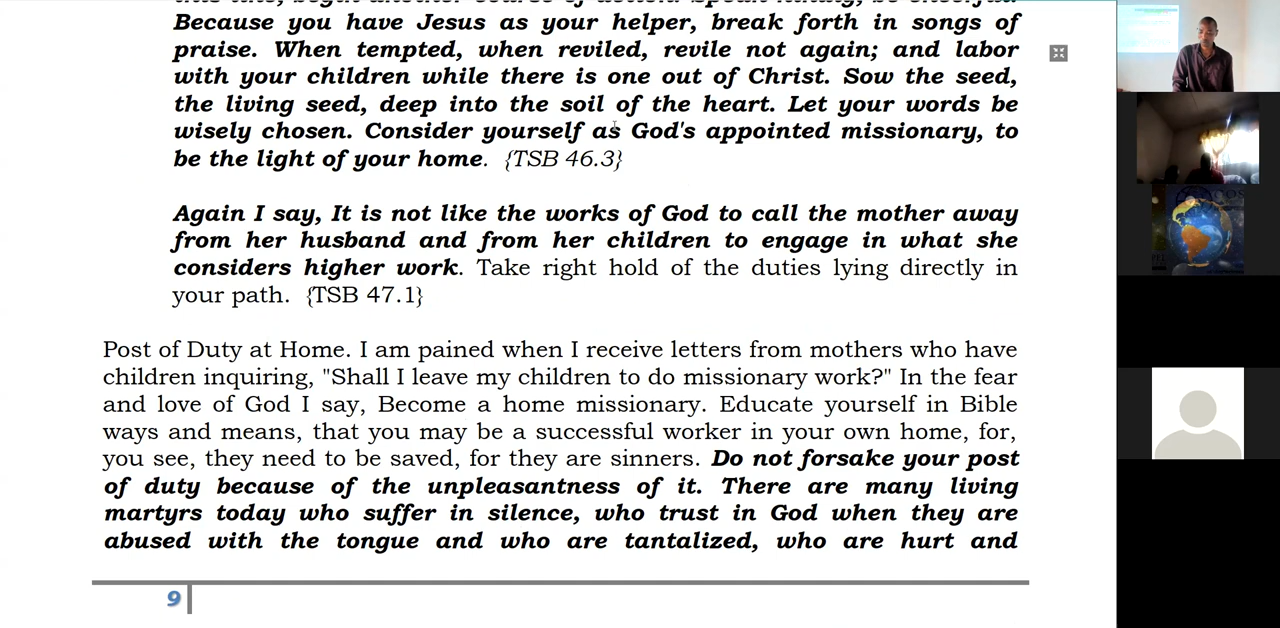 Because you have Jesus as your helper, break forth in songs of
praise. When tempted, when reviled, revile not again; and labor
with your children while there is one out of Christ. Sow the seed,
the living seed, deep into the soil of the heart. Let your words be
wisely chosen. Consider yourself as God's appointed missionary, to
be the light of your home. {TSB 46.3}
Again I say, It is not like the works of God to call the mother away
from her husband and from her children to engage in what she
considers higher work. Take right hold of the duties lying directly in
your path. {TSB 47.1}
Post of Duty at Home. I am pained when I receive letters from mothers who have
children inquiring, "Shall I leave my children to do missionary work?" In the fear
and love of God I say, Become a home missionary. Educate yourself in Bible
ways and means, that you may be a successful worker in your own home, for,
you see, they need to be saved, for they are sinners. Do not forsake your post
of duty because of the unpleasantness of it. There are many living
martyrs today who suffer in silence, who trust in God when they are
abused with the tongue and who are tantalized, who are hurt and
9